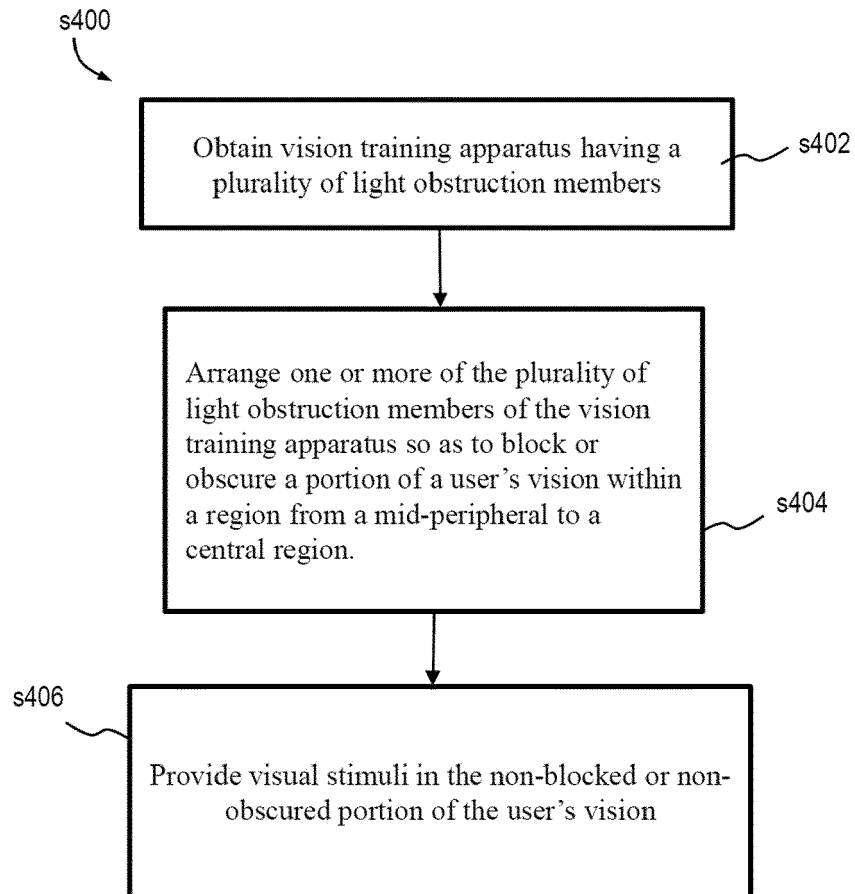 s400
Obtain vision training apparatus having a
plurality of light obstruction members
s402
Arrange one or more of the plurality of
light obstruction members of the vision
training apparatus so as to block or
obscure a portion of a user’s vision within
a region from a mid-peripheral to a
central region.
s404
s406
Provide visual stimuli in the non-blocked or non-
obscured portion of the user’s vision